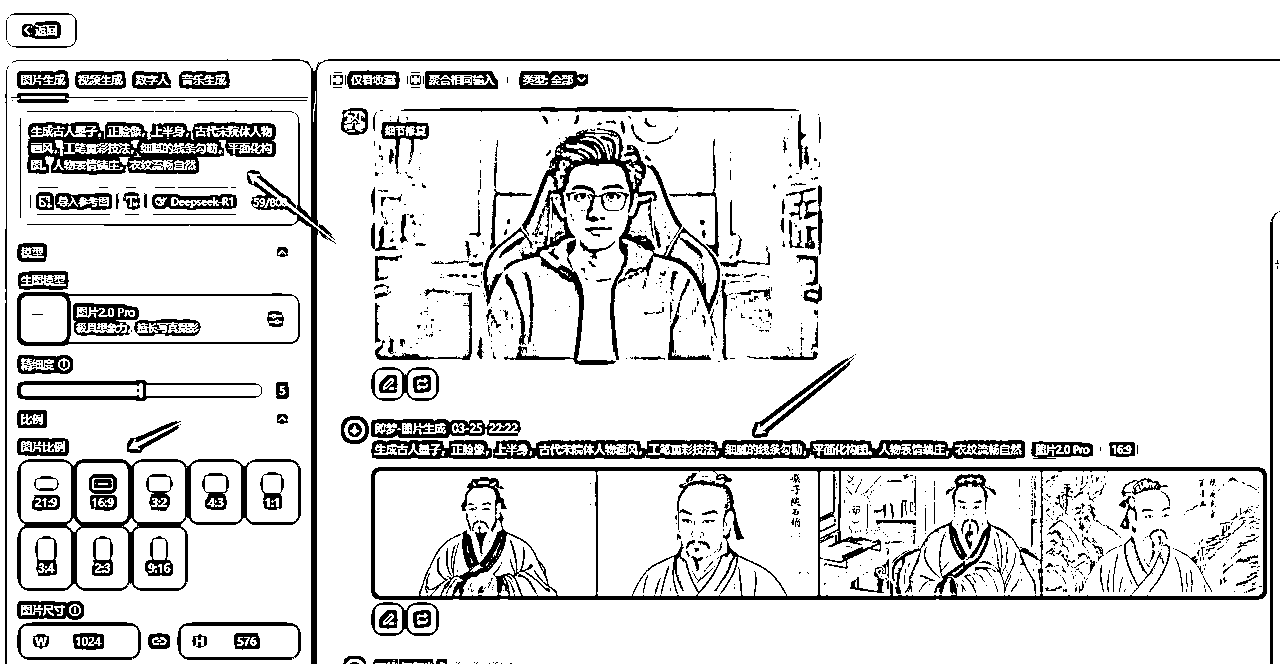 返回
图片生成 视频生成 数字人 音乐生成
生成古人墨子，正脸像，上半身，古代宋院体人物
画风，工笔重彩技法，细腻的线条勾勒，平面化构
图，人物表情端庄，衣纹流畅自然
导入参考图 Deepseek-R1 59/800
模型
生图模型
图片2.0 Pro
极具想象力，擅长写真摄影
精细度
5
比例
图片比例
21:9 16:9 3:2 4:3 1:1
3:4 2:3 9:16
图片尺寸
W 1024 H 576
仅看收藏 聚合相同输入 类型: 全部
细节修复
即梦-图片生成 03-25 22:22
生成古人墨子，正脸像，上半身，古代宋院体人物画风，工笔重彩技法，细腻的线条勾勒，平面化构图，人物表情端庄，衣纹流畅自然 图片2.0 Pro 16:9